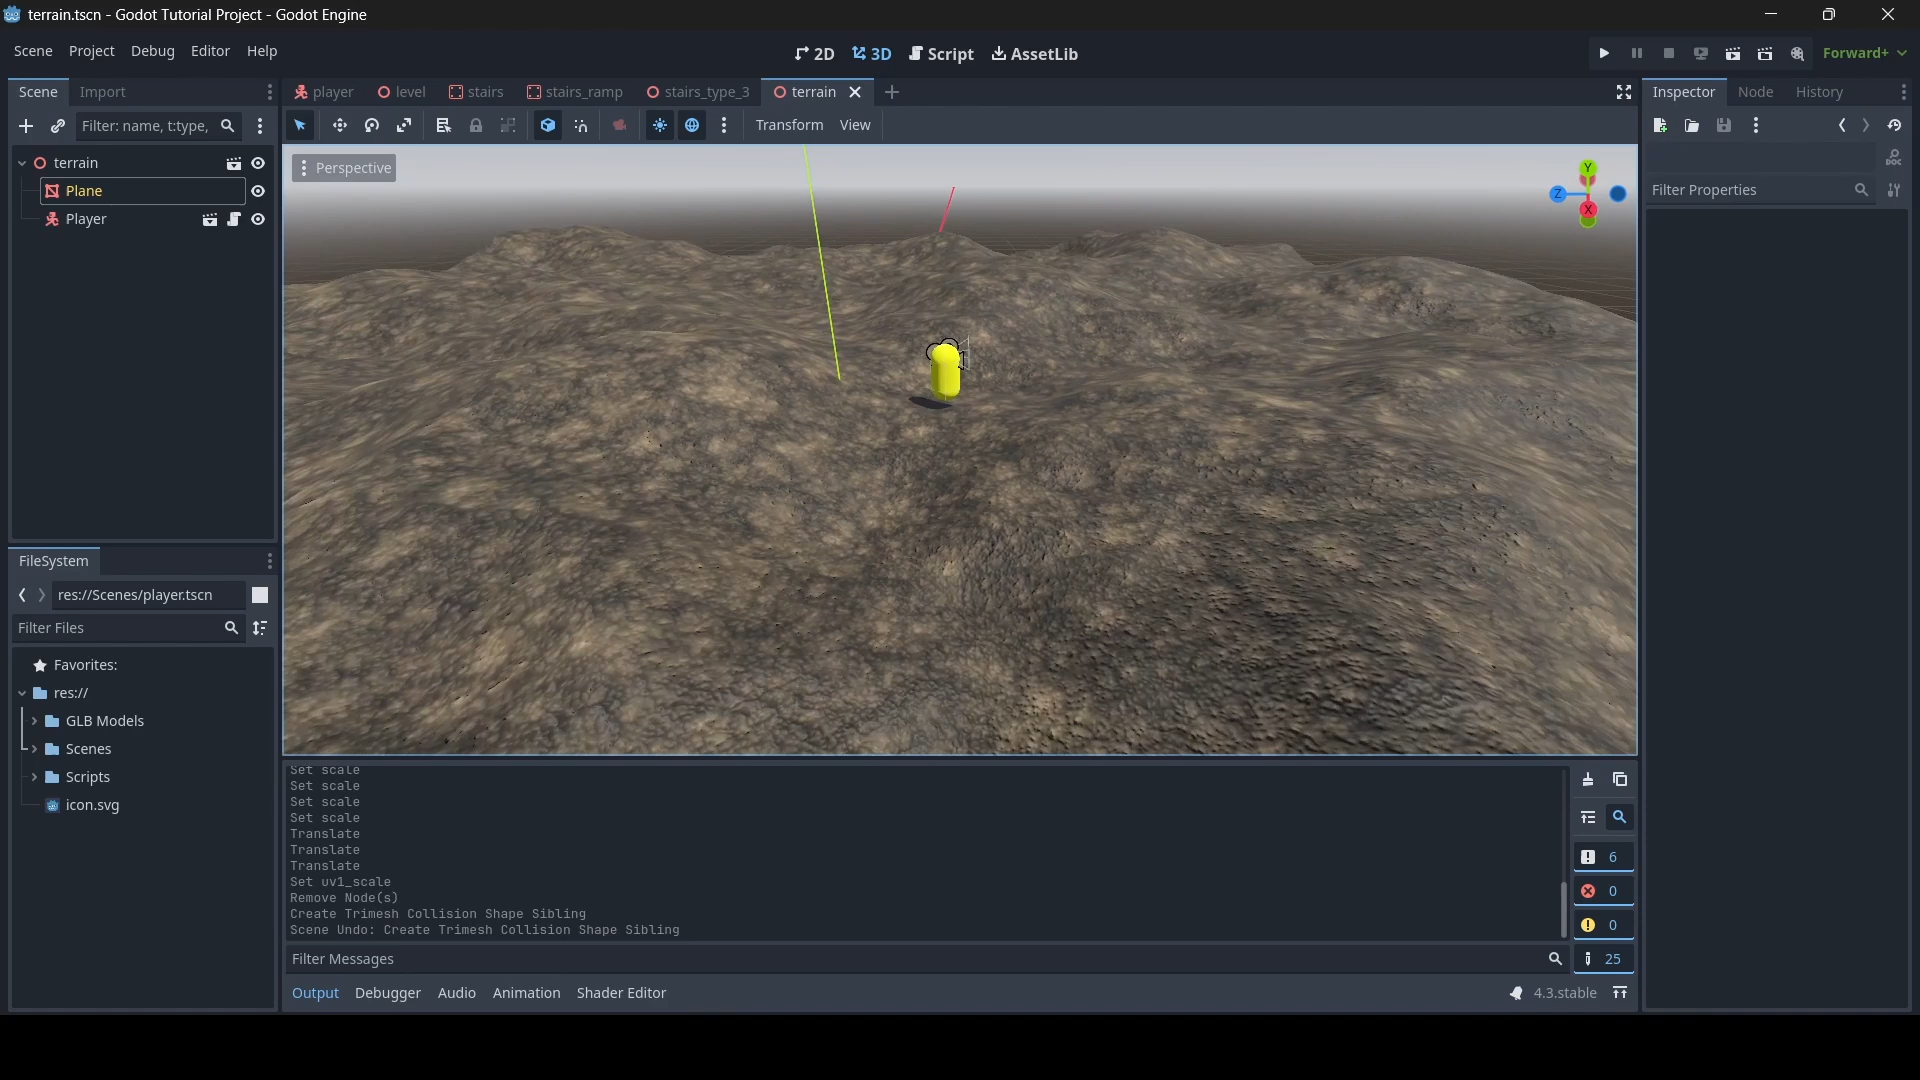 terrain.tscn - Godot Tutorial Project - Godot Engine
Scene Project Debug Editor Help
2D 3D Script AssetLib
Forward+
Scene Import
player level stairs stairs_ramp stairs_type_3 terrain
Inspector Node History
Filter: name, t:type,
Transform View
DOC
Filter Properties
terrain
Plane
Player
Perspective
Y
Z
X
FileSystem
res://Scenes/player.tscn
Filter Files
Favorites:
res://
GLB Models
Scenes
Scripts
icon.svg
Set scale
Set scale
Set scale
Set scale
Translate
Translate
Translate
Set uv1_scale
Remove Node(s)
Create Trimesh Collision Shape Sibling
Scene Undo: Create Trimesh Collision Shape Sibling
6
0
0
25
Filter Messages
Output Debugger Audio Animation Shader Editor
4.3.stable